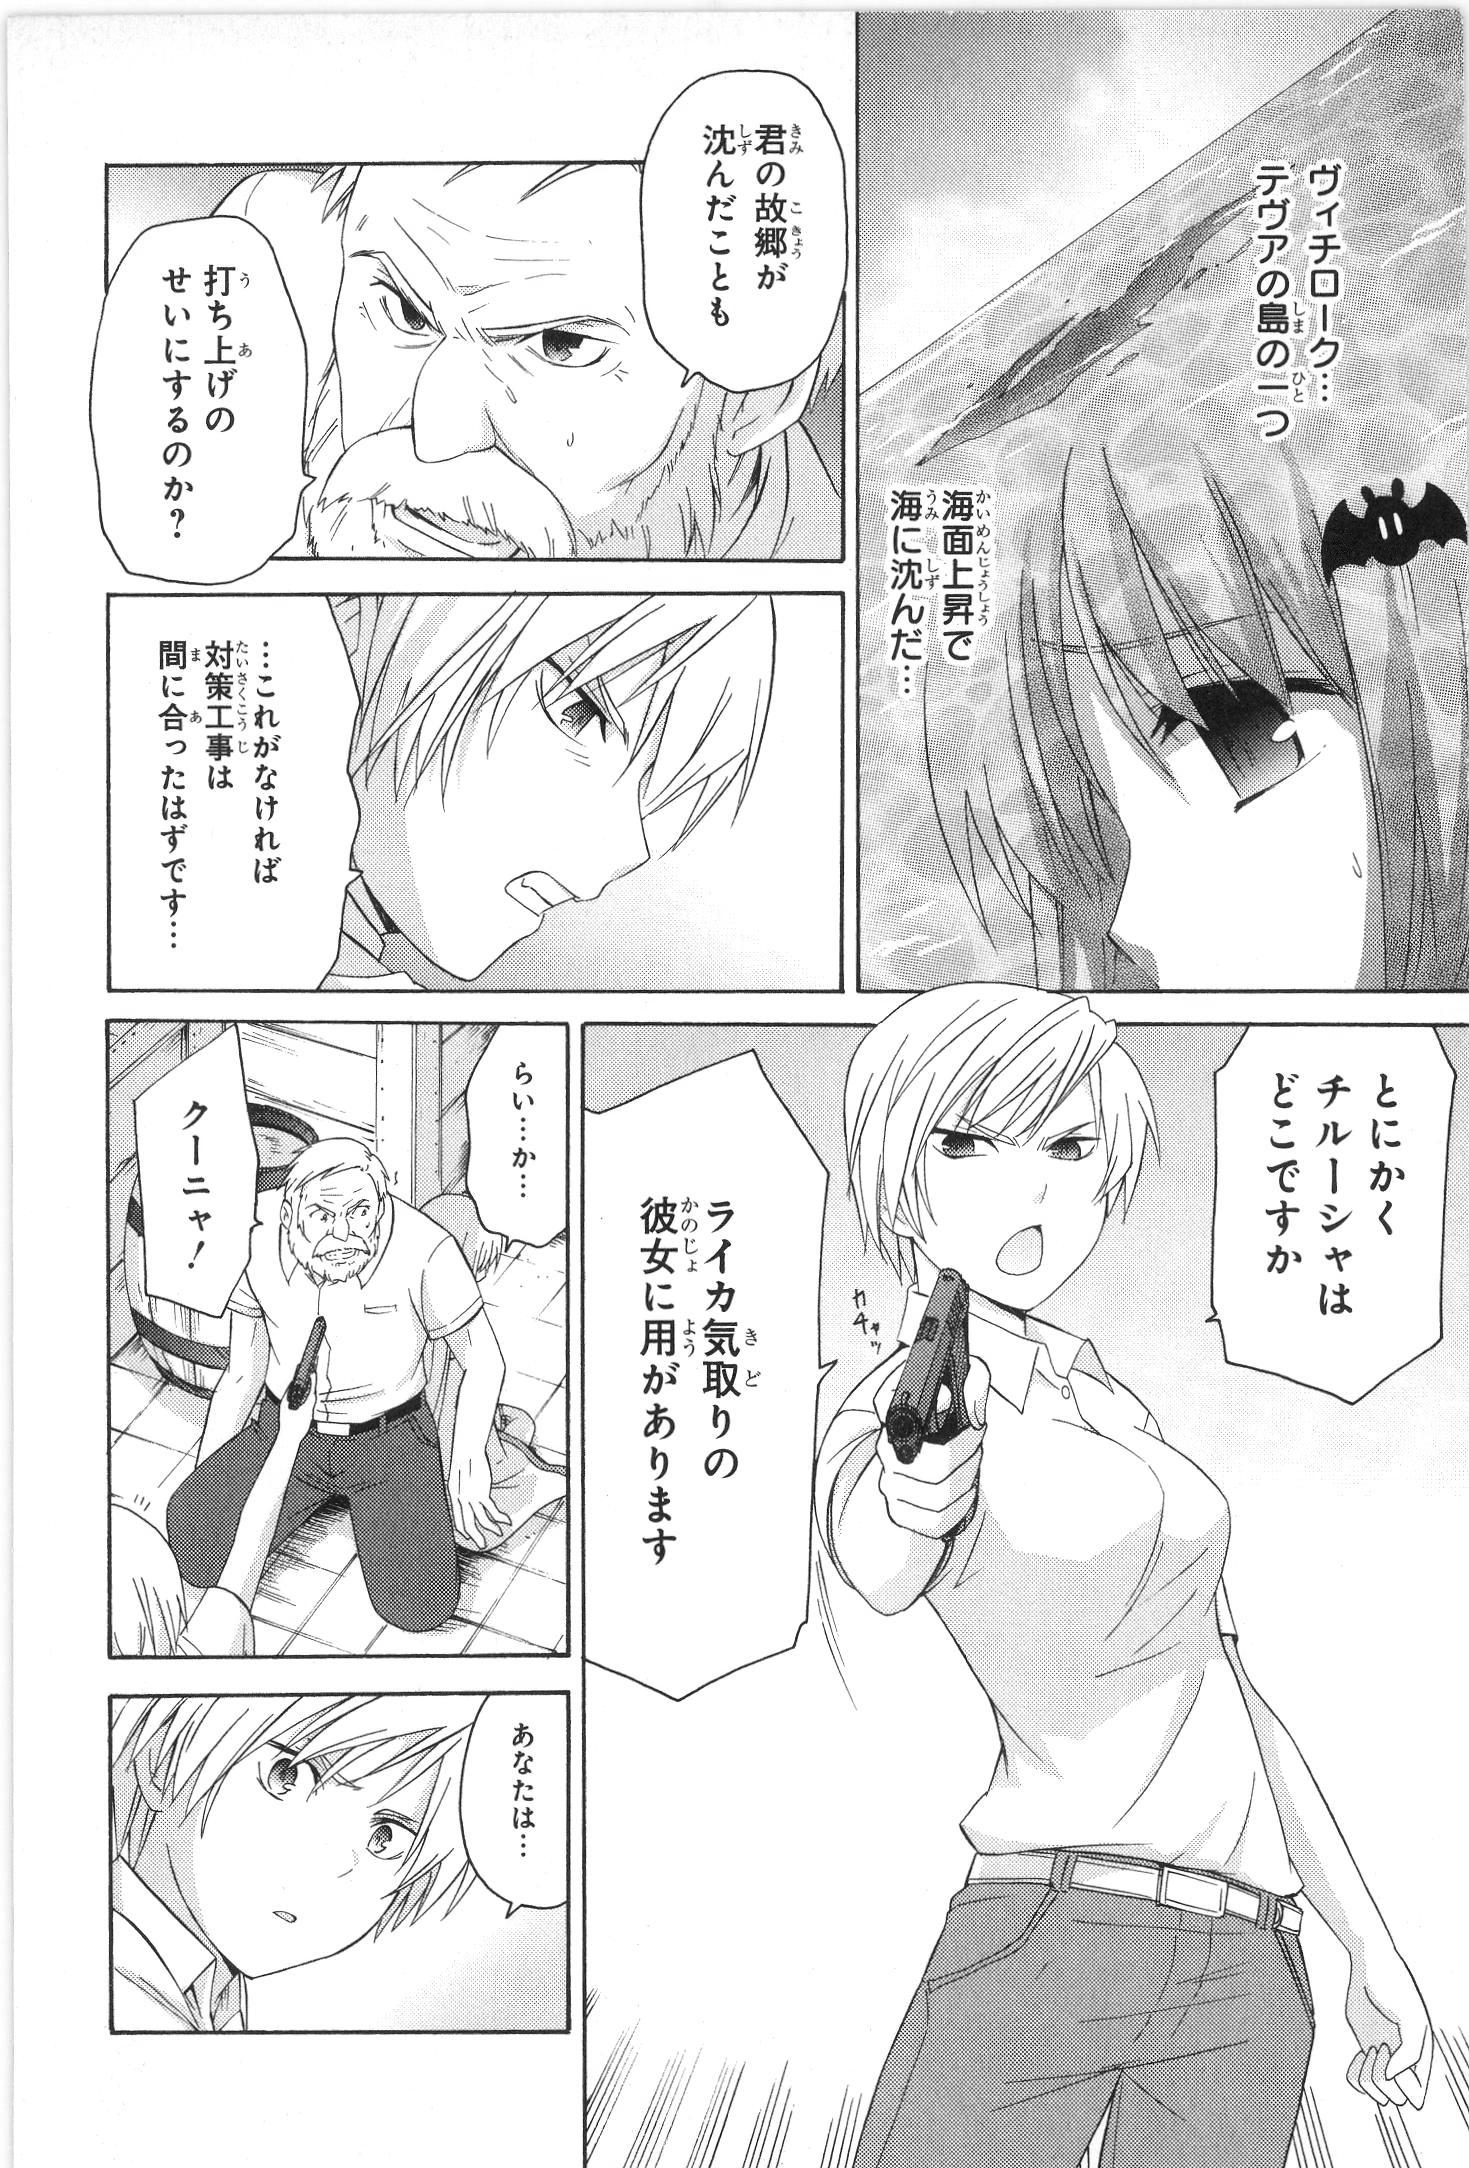 ヴィチローク…
テヴァの島の一つ
海面上昇で
海に沈んだ…
君の故郷が
沈んだことも
打ち上げの
せいにするのか?
…これがなければ
対策工事は
間に合ったはずです…
とにかく
チルーシャは
どこですか
カチャッ
ライカ気取りの
彼女に用があります
らい…か…
クーニャ!
あなたは…